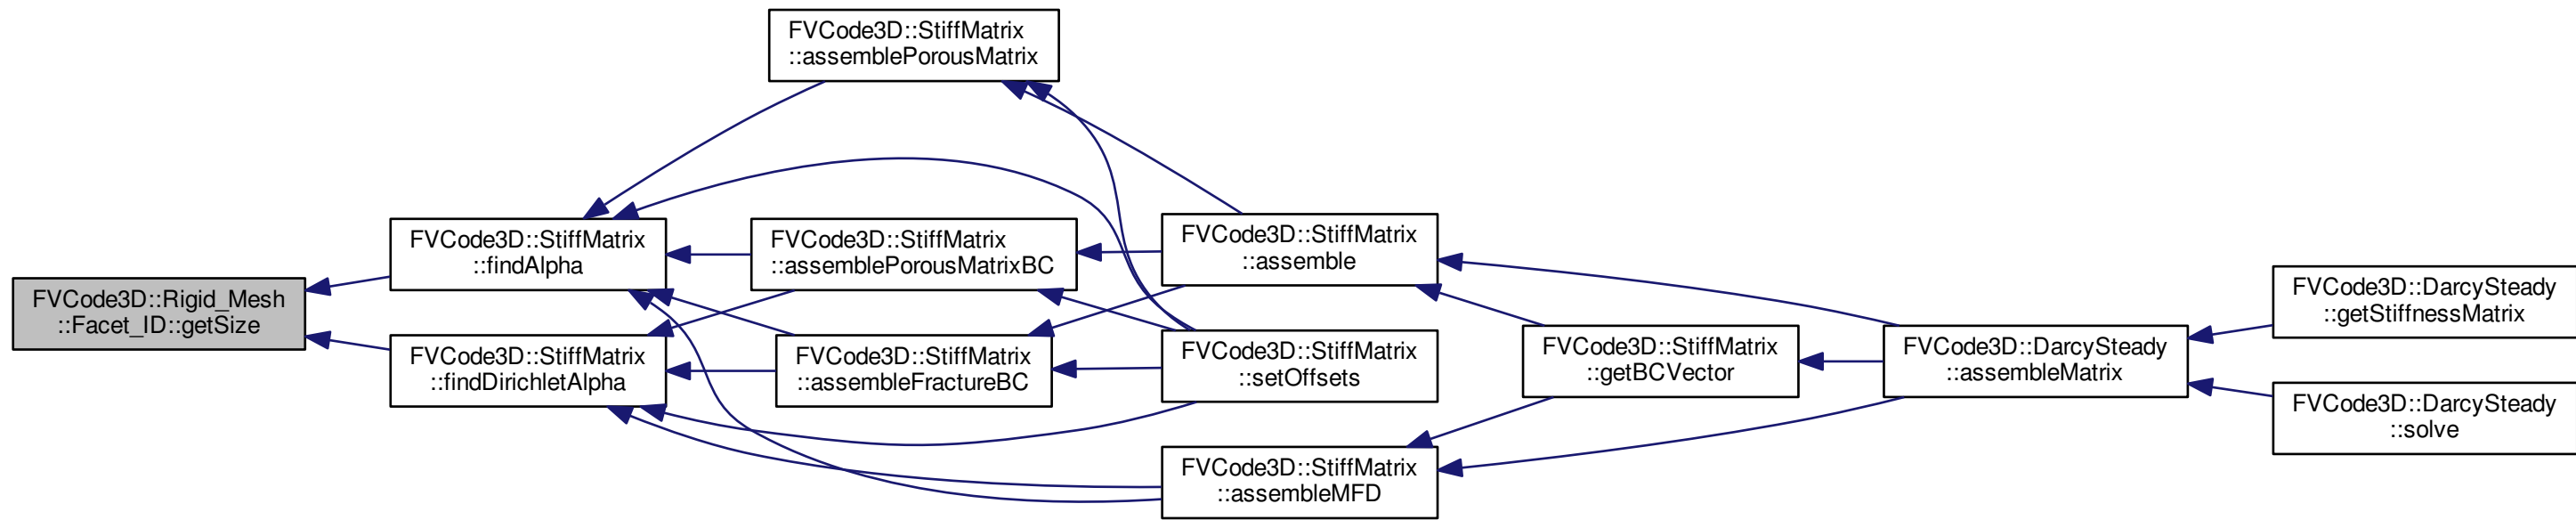 FVCode3D::StiffMatrix
::assemblePorousMatrix
FVCode3D::Rigid_Mesh
::Facet_ID::getSize
FVCode3D::StiffMatrix
::findAlpha
FVCode3D::StiffMatrix
::findDirichletAlpha
FVCode3D::StiffMatrix
::assemblePorousMatrixBC
FVCode3D::StiffMatrix
::assembleFractureBC
FVCode3D::StiffMatrix
::assemble
FVCode3D::StiffMatrix
::setOffsets
FVCode3D::StiffMatrix
::assembleMFD
FVCode3D::StiffMatrix
::getBCVector
FVCode3D::DarcySteady
::assembleMatrix
FVCode3D::DarcySteady
::getStiffnessMatrix
FVCode3D::DarcySteady
::solve